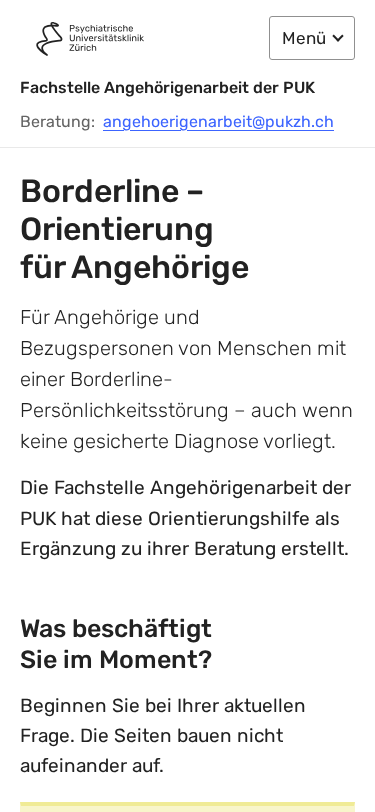 Psychiatrische
Universitätsklinik
Zürich
Menü
Fachstelle Angehörigenarbeit der PUK
Beratung: angehoerigenarbeit@pukzh.ch
Borderline –
Orientierung
für Angehörige
Für Angehörige und
Bezugspersonen von Menschen mit
einer Borderline-
Persönlichkeitsstörung – auch wenn
keine gesicherte Diagnose vorliegt.
Die Fachstelle Angehörigenarbeit der
PUK hat diese Orientierungshilfe als
Ergänzung zu ihrer Beratung erstellt.
Was beschäftigt
Sie im Moment?
Beginnen Sie bei Ihrer aktuellen
Frage. Die Seiten bauen nicht
aufeinander auf.